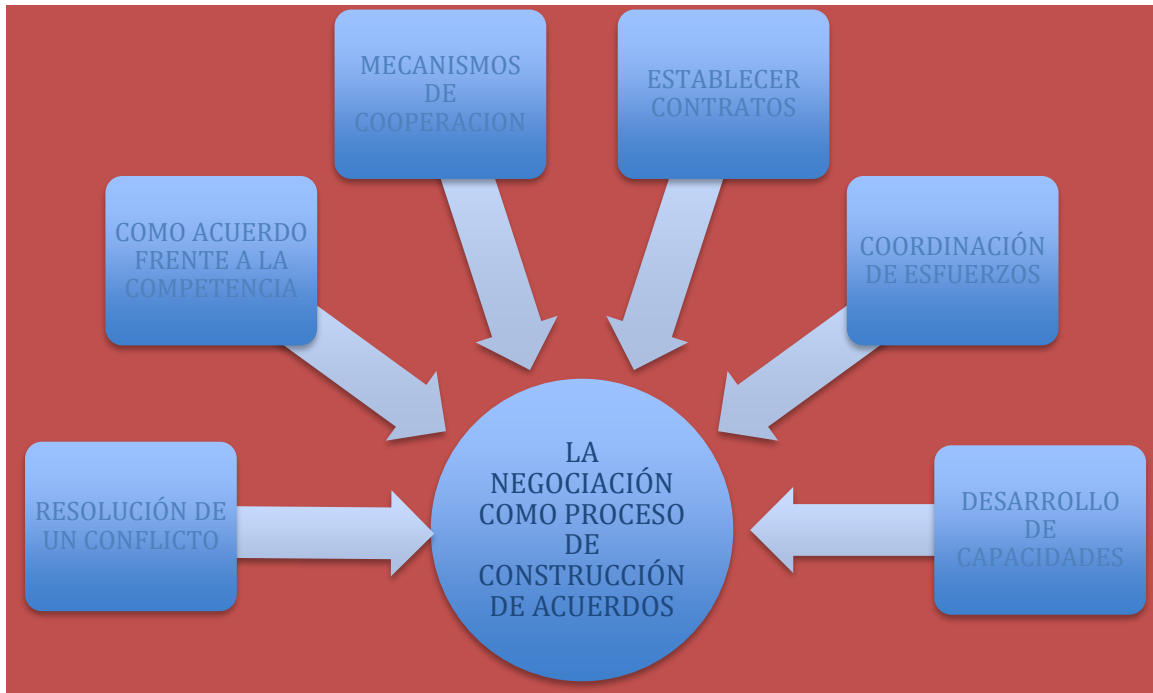 MECANISMOS
DE
COOPERACION
ESTABLECER
CONTRATOS
COMO ACUERDO
FRENTE A LA
COMPETENCIA
COORDINACIÓN
DE ESFUERZOS
RESOLUCIÓN DE
UN CONFLICTO
LA
NEGOCIACIÓN
COMO PROCESO
DE
CONSTRUCCIÓN
DE ACUERDOS
DESARROLLO
DE
CAPACIDADES